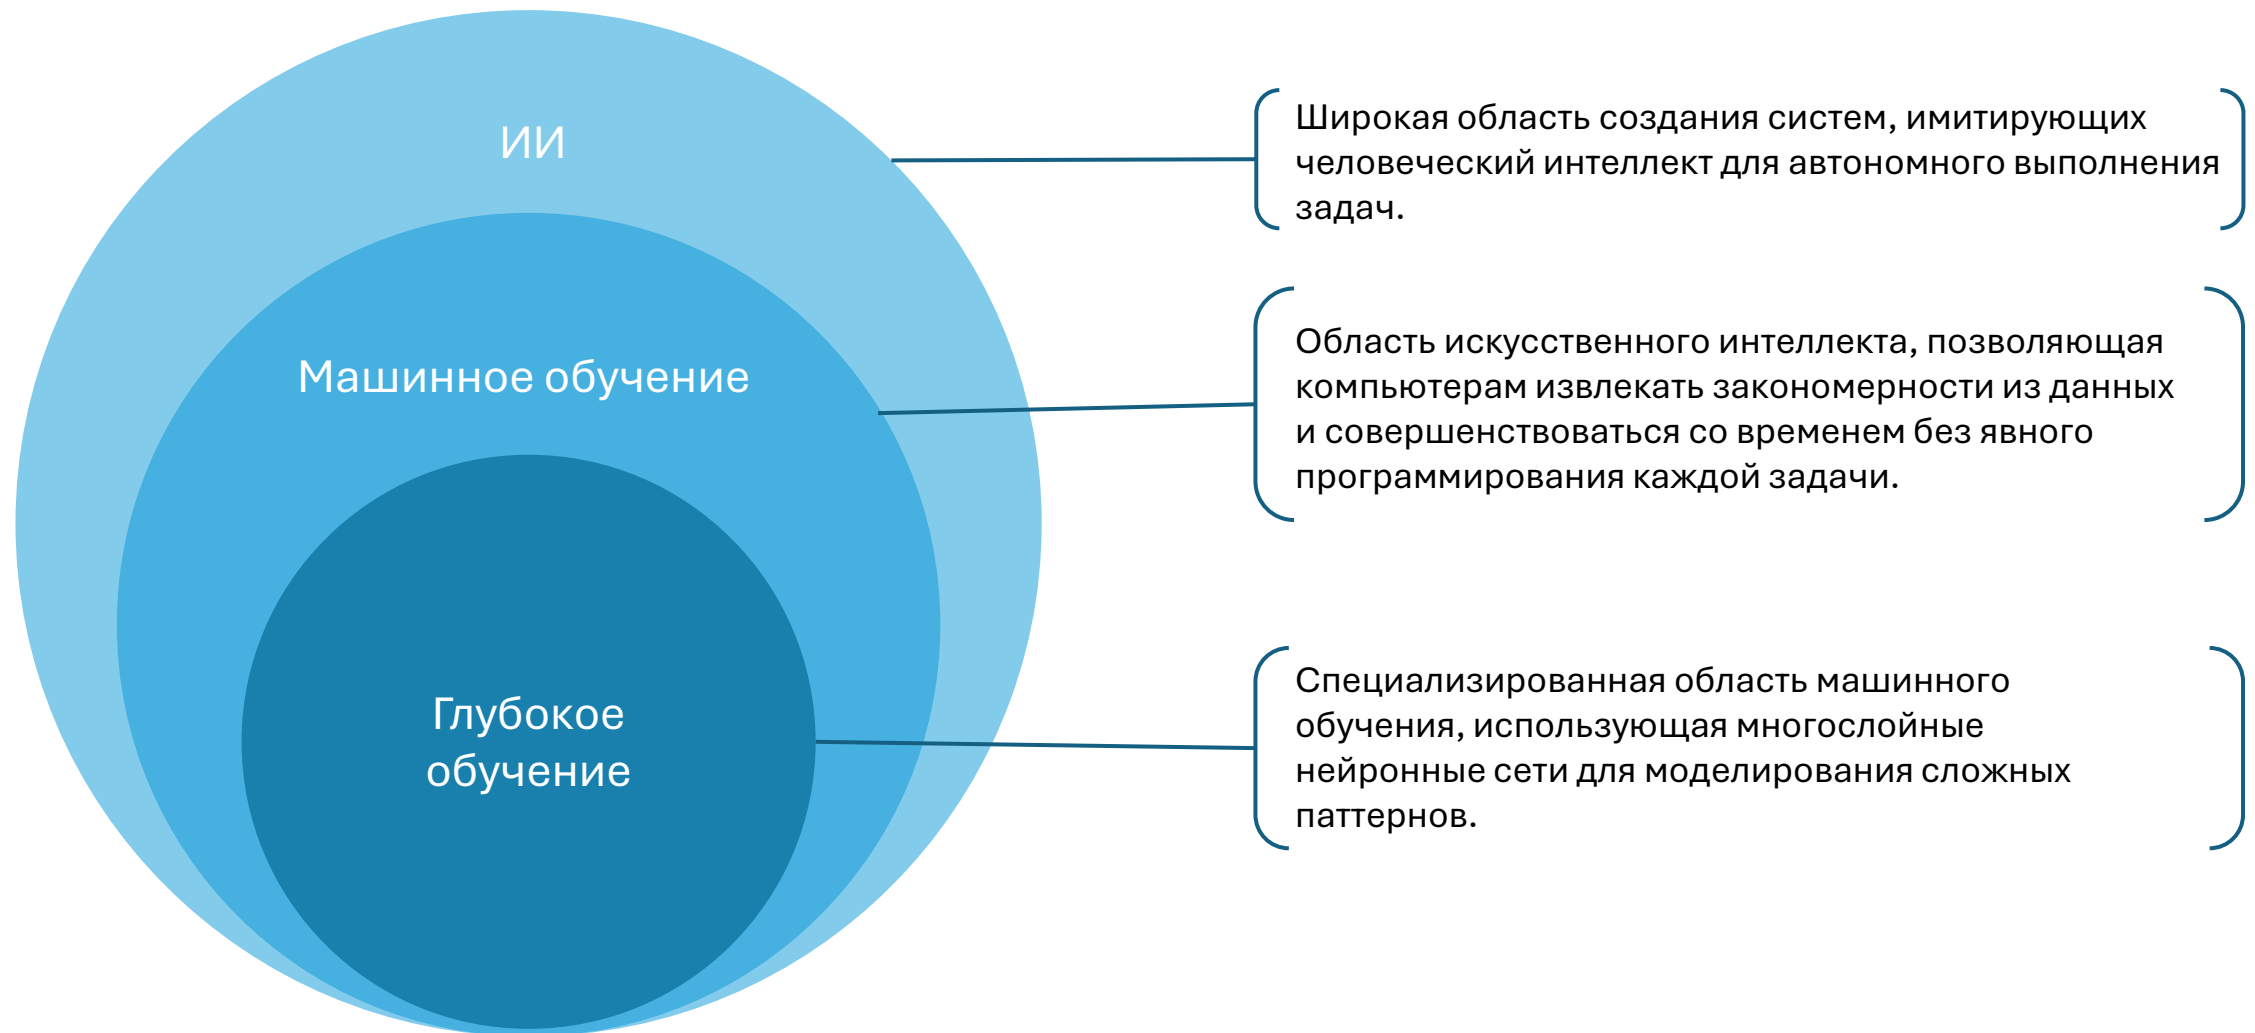 ИИ
Широкая область создания систем, имитирующих
человеческий интеллект для автономного выполнения
задач.
Машинное обучение
Область искусственного интеллекта, позволяющая
компьютерам извлекать закономерности из данных
и совершенствоваться со временем без явного
программирования каждой задачи.
Глубокое
обучение
Специализированная область машинного
обучения, использующая многослойные
нейронные сети для моделирования сложных
паттернов.